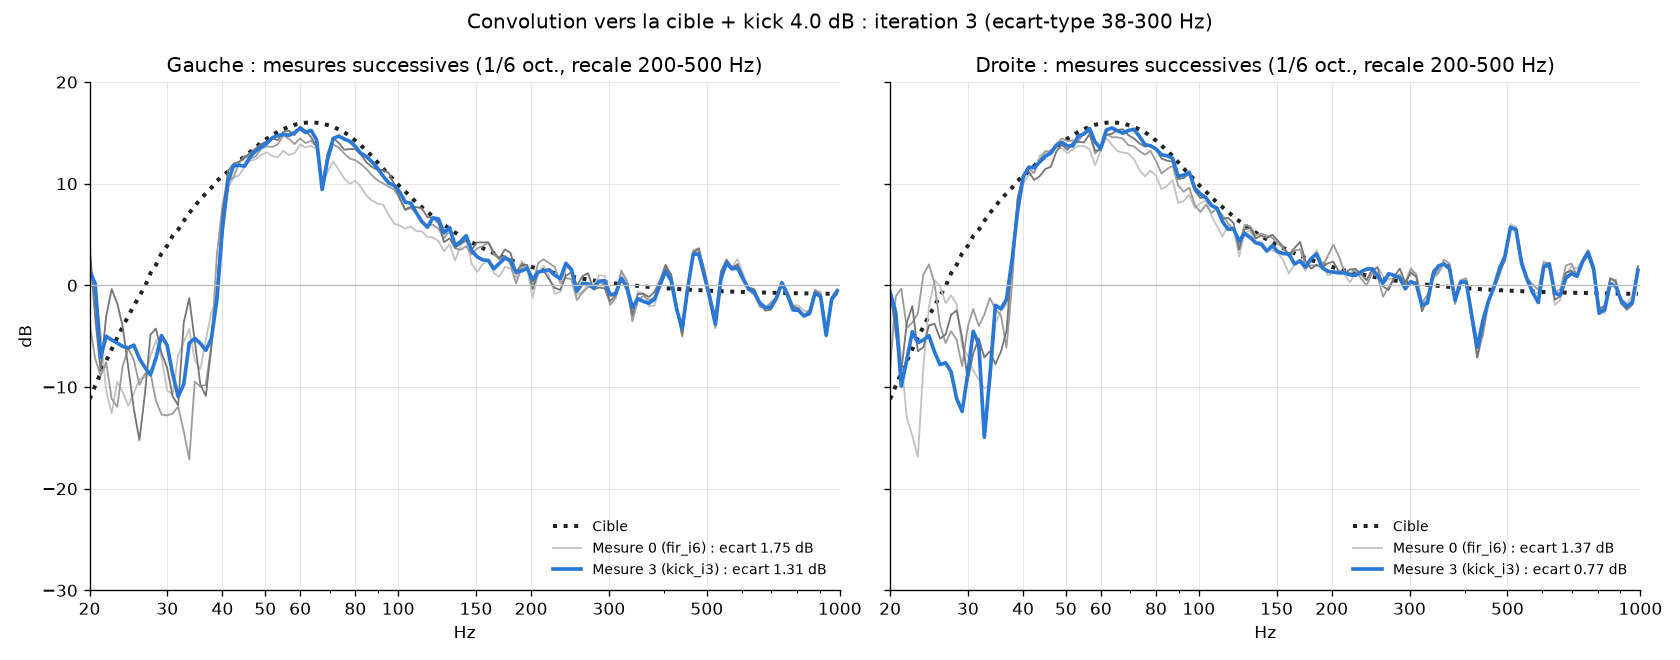 Convolution vers la cible + kick 4.0 dB : iteration 3 (ecart-type 38-300 Hz)
Gauche : mesures successives (1/6 oct., recale 200-500 Hz)
20
10
0
−10
−20
−30
dB
20 30 40 50 60 80 100 150 200 300 500 1000
Hz
Cible
Mesure 0 (fir_i6) : ecart 1.75 dB
Mesure 3 (kick_i3) : ecart 1.31 dB
Droite : mesures successives (1/6 oct., recale 200-500 Hz)
20 30 40 50 60 80 100 150 200 300 500 1000
Hz
Cible
Mesure 0 (fir_i6) : ecart 1.37 dB
Mesure 3 (kick_i3) : ecart 0.77 dB